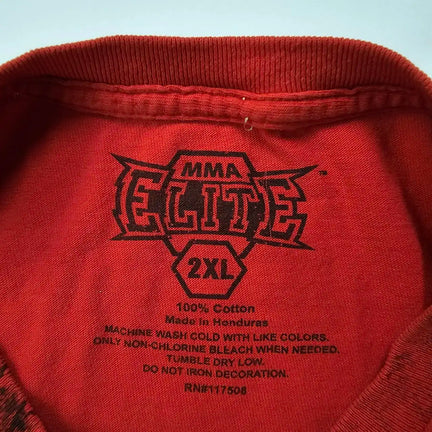 MMA
ELITE™
2XL
100% Cotton
Made in Honduras
MACHINE WASH COLD WITH LIKE COLORS.
ONLY NON-CHLORINE BLEACH WHEN NEEDED.
TUMBLE DRY LOW.
DO NOT IRON DECORATION.
RN#117508